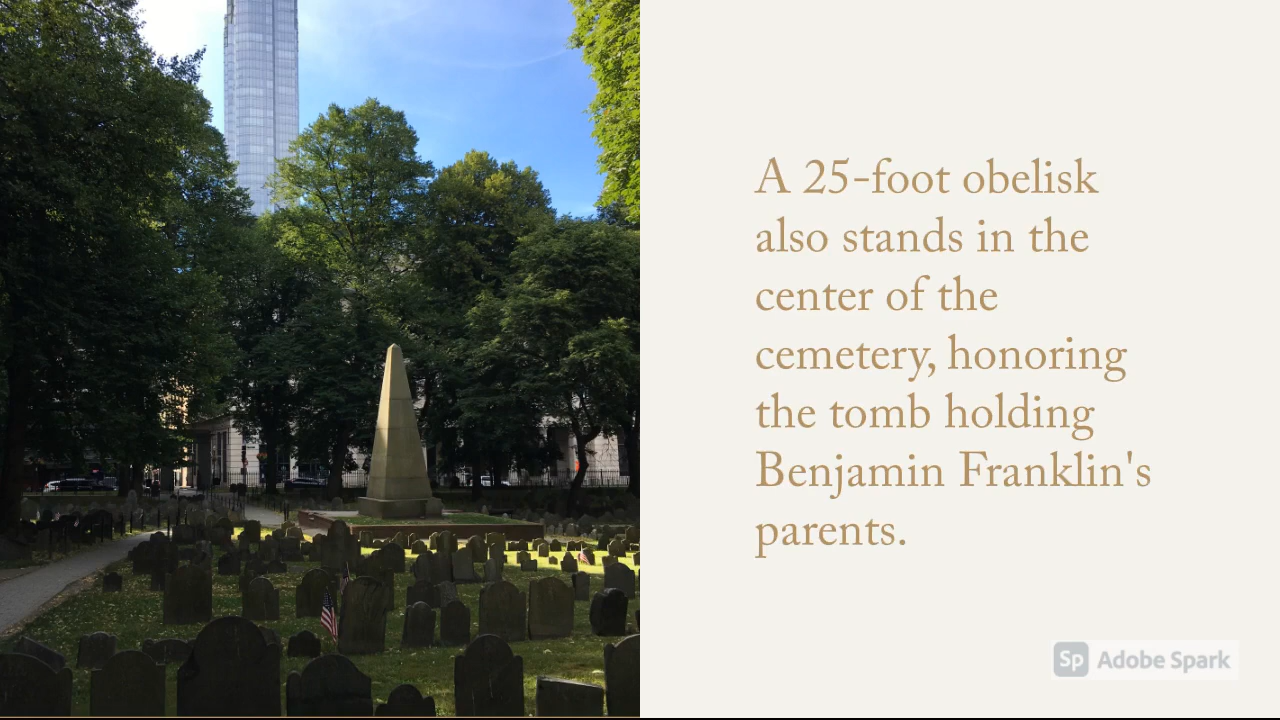 A 25-foot obelisk
also stands in the
center of the
cemetery, honoring
the tomb holding
Benjamin Franklin's
parents.
Sp Adobe Spark